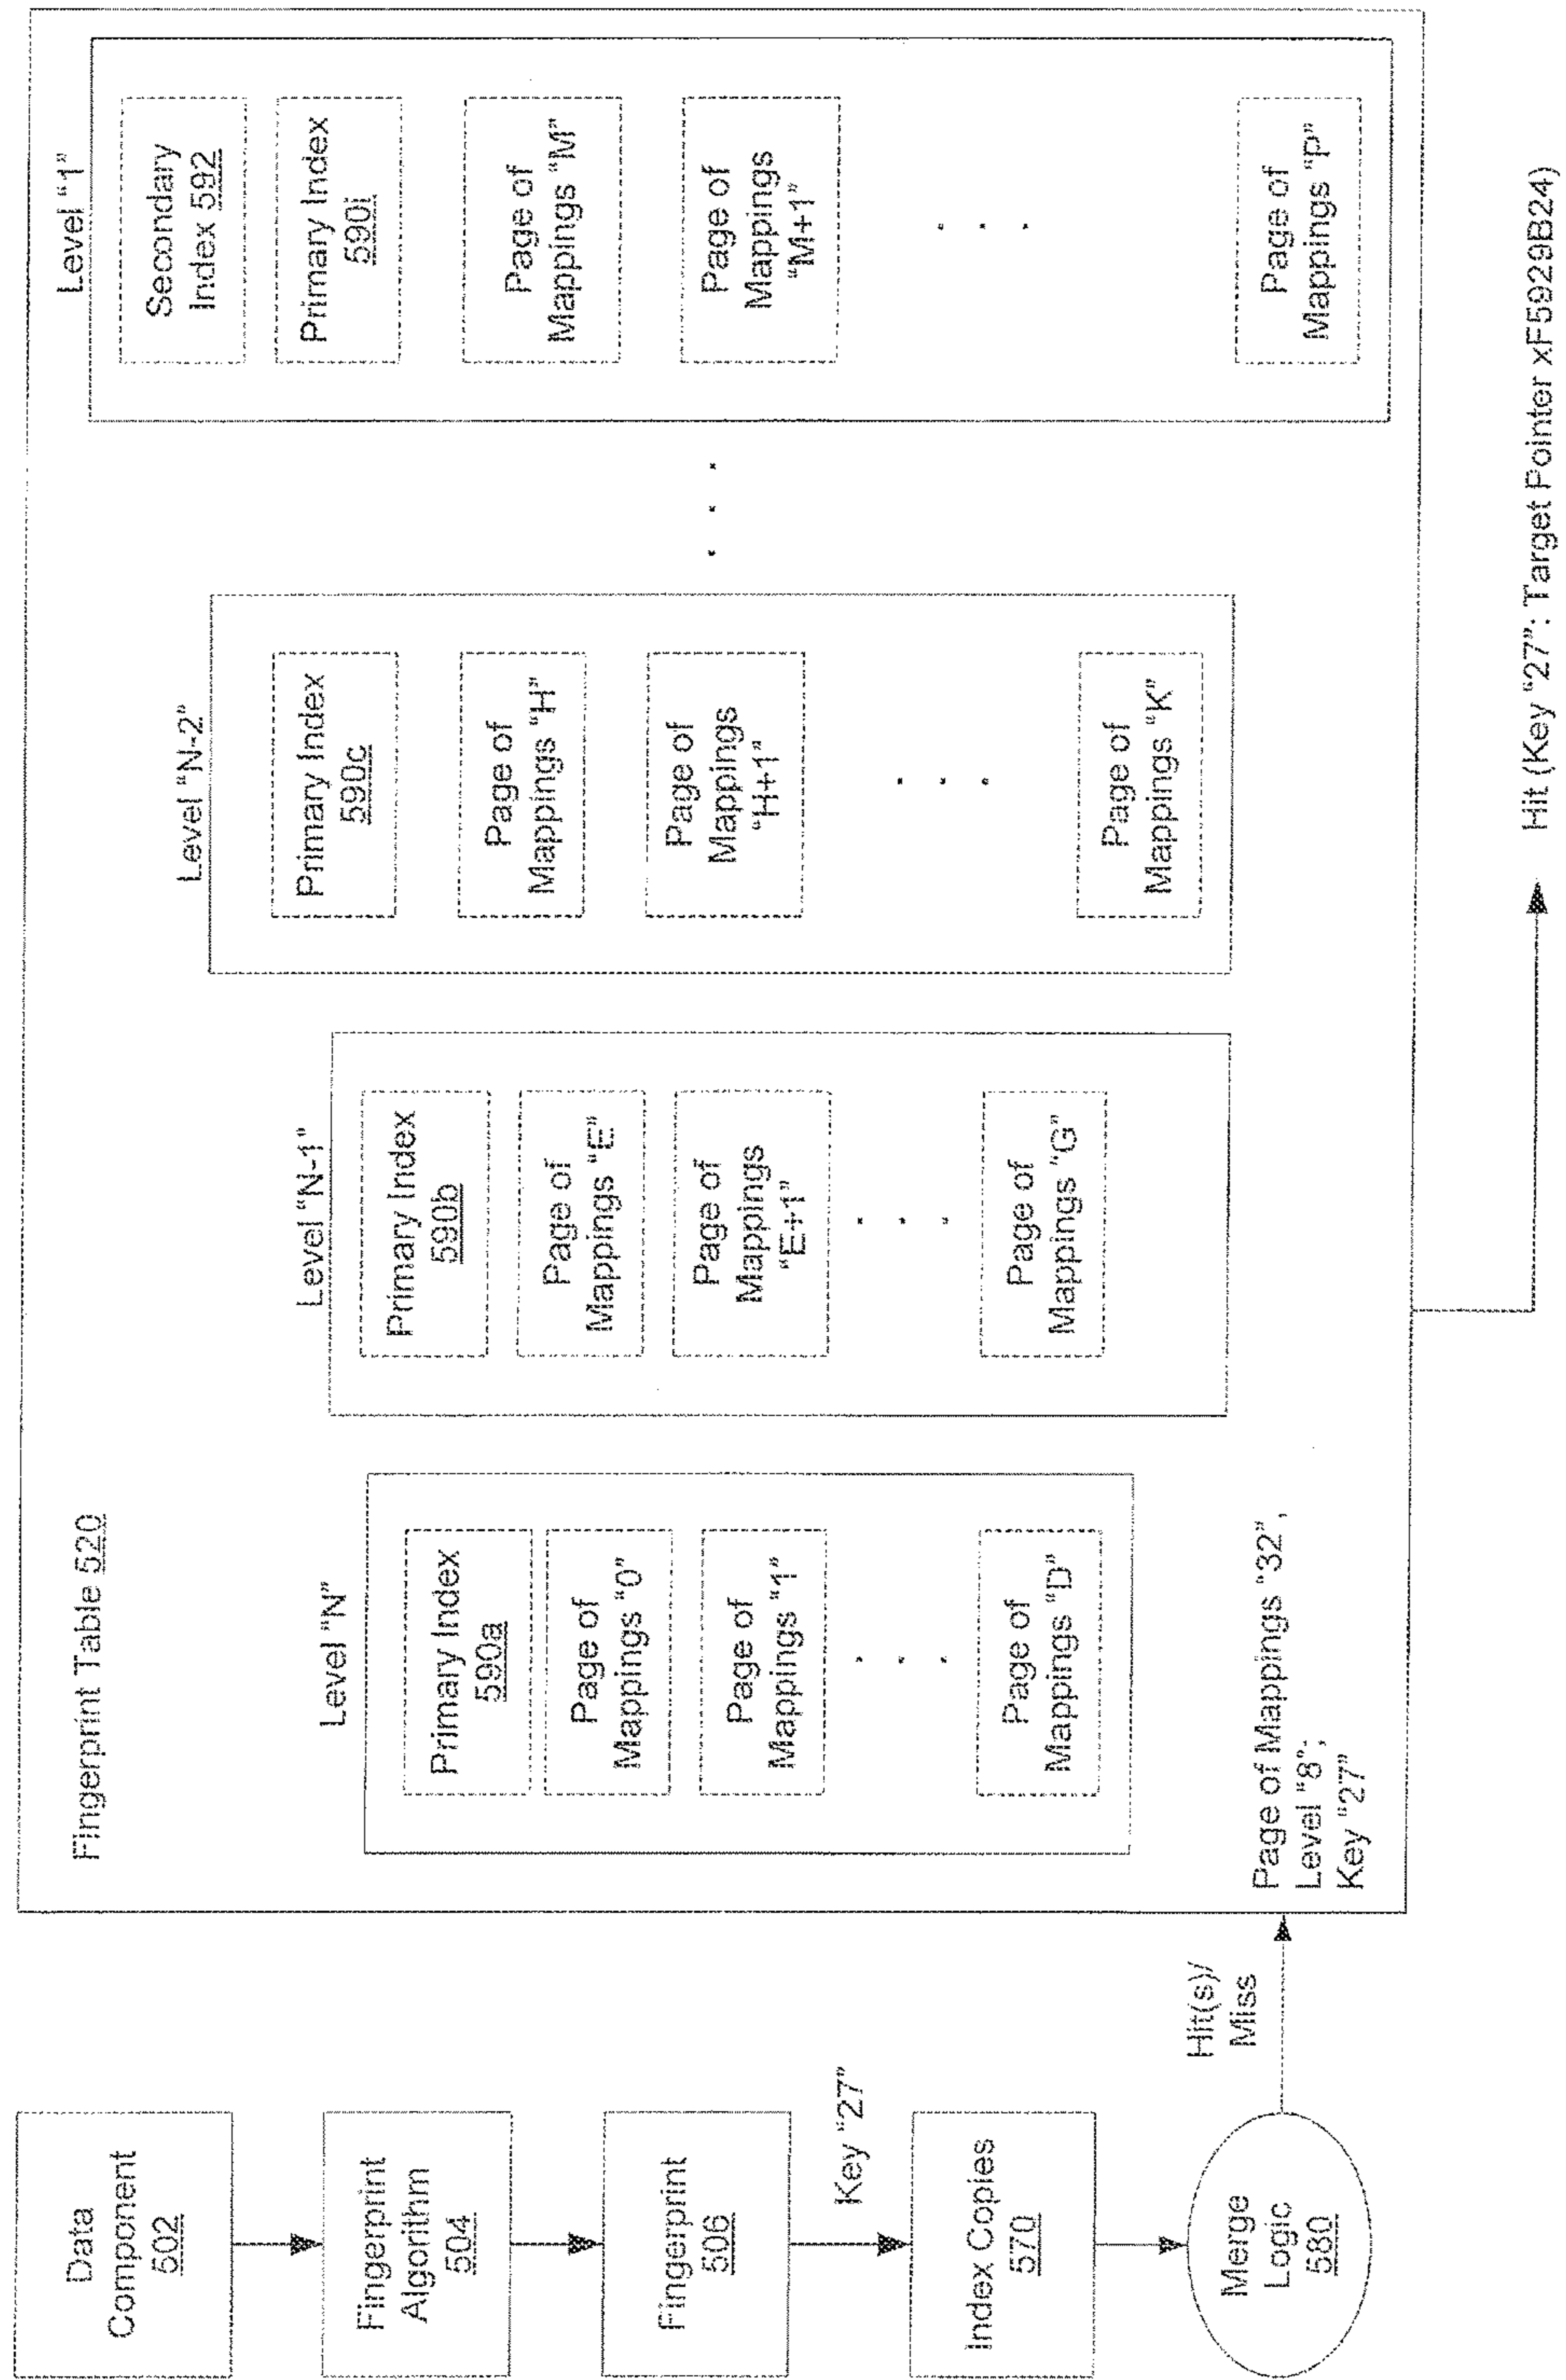 Data
Component
502
Fingerprint
Algorithm
504
Fingerprint
506
Key “27”
Index Copies
570
Merge
Logic
580
Hit(s)/
Miss
Fingerprint Table 520
Level “N”
Primary Index
590a
Page of
Mappings “0”
Page of
Mappings “1”
. . .
Page of
Mappings “D”
Level “N-1”
Primary Index
590b
Page of
Mappings “E”
Page of
Mappings
“E+1”
. . .
Page of
Mappings “G”
Level “N-2”
Primary Index
590c
Page of
Mappings “H”
Page of
Mappings
“H+1”
. . .
Page of
Mappings “K”
. . .
Level “1”
Secondary
Index 592
Primary Index
590i
Page of
Mappings “M”
Page of
Mappings
“M+1”
. . .
Page of
Mappings “P”
Page of Mappings “32”,
Level “8”;
Key “27”
Hit (Key “27”: Target Pointer xF5929B24)